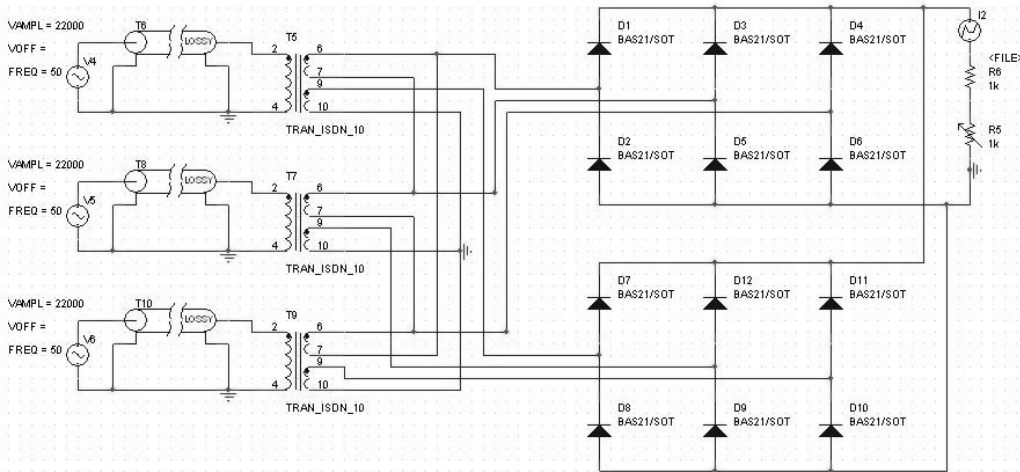 VAMPL = 22000
VOFF =
FREQ = 50
V4
T6
LOSSY
2
4
T5
6
7
9
10
TRAN_ISDN_10
VAMPL = 22000
VOFF =
FREQ = 50
V5
T8
LOSSY
2
4
T7
6
7
9
10
TRAN_ISDN_10
VAMPL = 22000
VOFF =
FREQ = 50
V6
T10
LOSSY
2
4
T9
6
7
9
10
TRAN_ISDN_10
D1
BAS21/SOT
D3
BAS21/SOT
D4
BAS21/SOT
D2
BAS21/SOT
D5
BAS21/SOT
D6
BAS21/SOT
I2
<FILE>
R6
1k
R5
1k
D7
BAS21/SOT
D12
BAS21/SOT
D11
BAS21/SOT
D8
BAS21/SOT
D9
BAS21/SOT
D10
BAS21/SOT